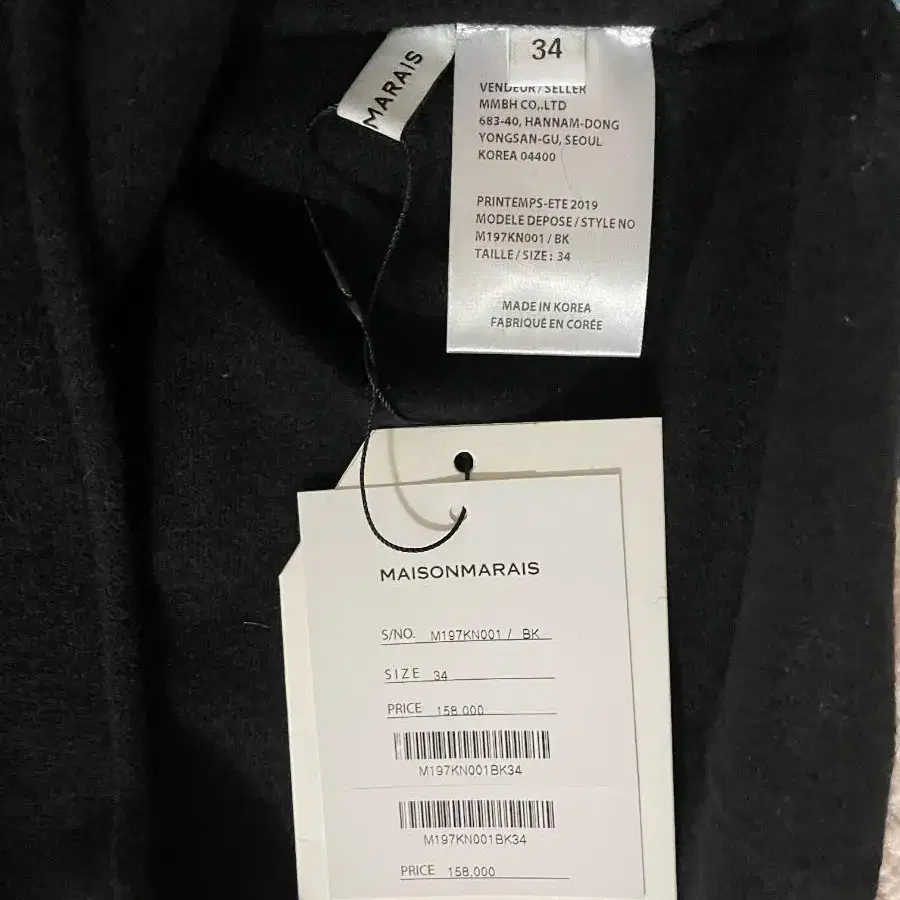 MARAIS
34
VENDEUR / SELLER
MMBH CO,.LTD
683-40, HANNAM-DONG
YONGSAN-GU, SEOUL
KOREA 04400
PRINTEMPS-ETE 2019
MODELE DEPOSE / STYLE NO
M197KN001 / BK
TAILLE / SIZE : 34
MADE IN KOREA
FABRIQUÉ EN CORÉE
MAISONMARAIS
S/NO. M197KN001 / BK
SIZE 34
PRICE 158,000
M197KN001BK34
M197KN001BK34
PRICE 158,000